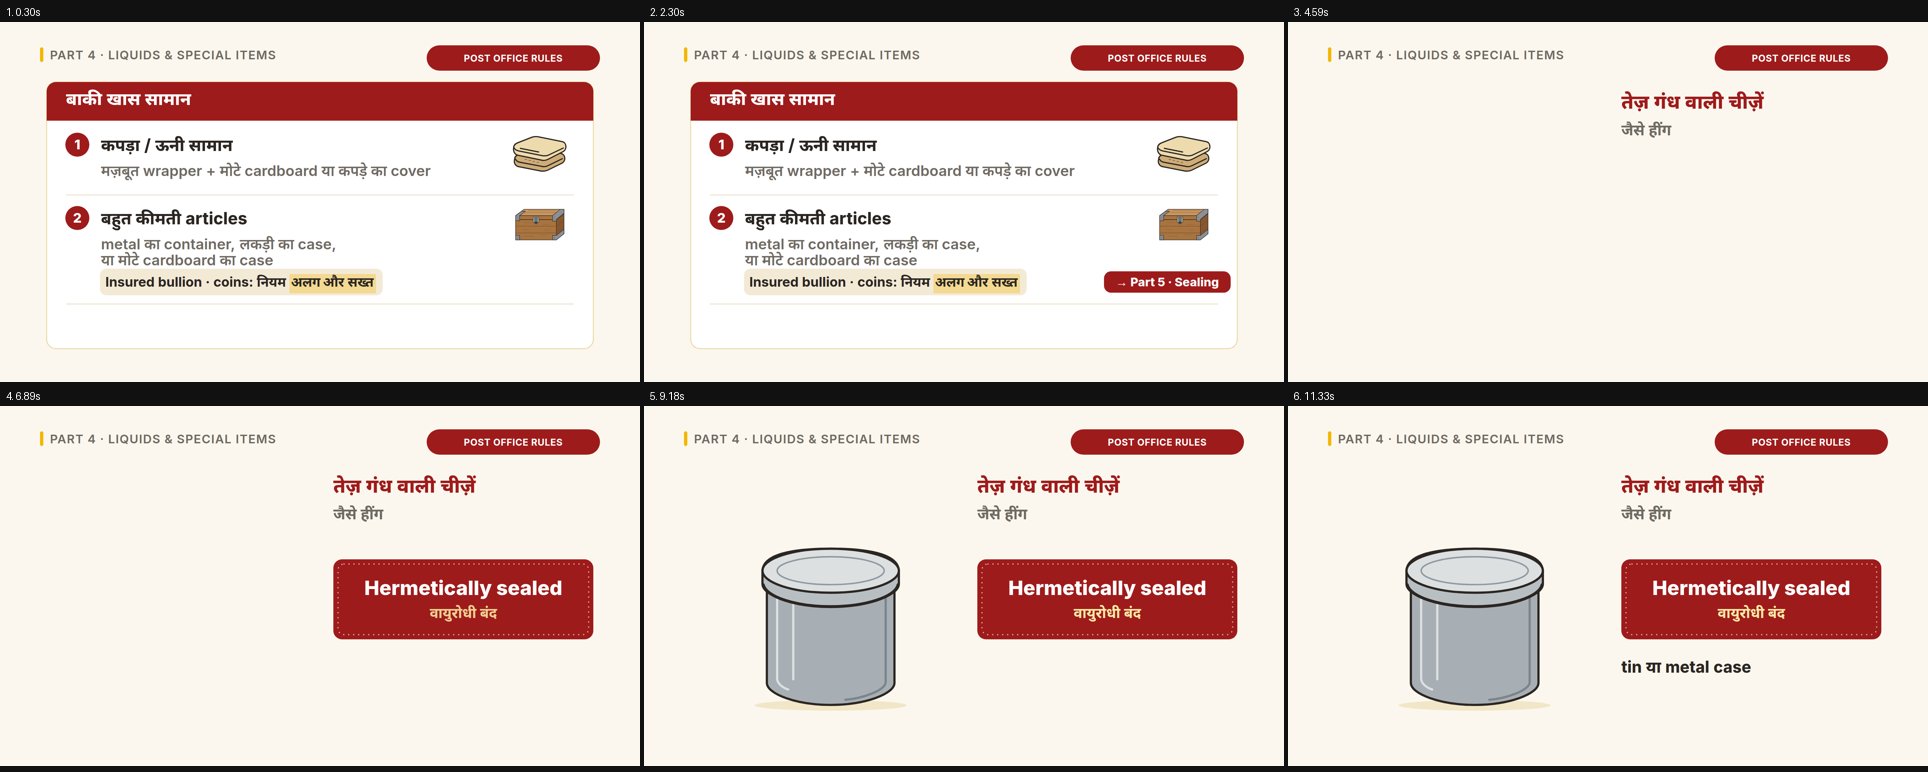 1. 0.30s
PART 4 · LIQUIDS & SPECIAL ITEMS
POST OFFICE RULES
बाकी खास सामान
1
कपड़ा / ऊनी सामान
मज़बूत wrapper + मोटे cardboard या कपड़े का cover
2
बहुत कीमती articles
metal का container, लकड़ी का case,
या मोटे cardboard का case
Insured bullion · coins: नियम अलग और सख्त
2. 2.30s
PART 4 · LIQUIDS & SPECIAL ITEMS
POST OFFICE RULES
बाकी खास सामान
1
कपड़ा / ऊनी सामान
मज़बूत wrapper + मोटे cardboard या कपड़े का cover
2
बहुत कीमती articles
metal का container, लकड़ी का case,
या मोटे cardboard का case
Insured bullion · coins: नियम अलग और सख्त
→ Part 5 · Sealing
3. 4.59s
PART 4 · LIQUIDS & SPECIAL ITEMS
POST OFFICE RULES
तेज़ गंध वाली चीज़ें
जैसे हींग
4. 6.89s
PART 4 · LIQUIDS & SPECIAL ITEMS
POST OFFICE RULES
तेज़ गंध वाली चीज़ें
जैसे हींग
Hermetically sealed
वायुरोधी बंद
5. 9.18s
PART 4 · LIQUIDS & SPECIAL ITEMS
POST OFFICE RULES
तेज़ गंध वाली चीज़ें
जैसे हींग
Hermetically sealed
वायुरोधी बंद
6. 11.33s
PART 4 · LIQUIDS & SPECIAL ITEMS
POST OFFICE RULES
तेज़ गंध वाली चीज़ें
जैसे हींग
Hermetically sealed
वायुरोधी बंद
tin या metal case